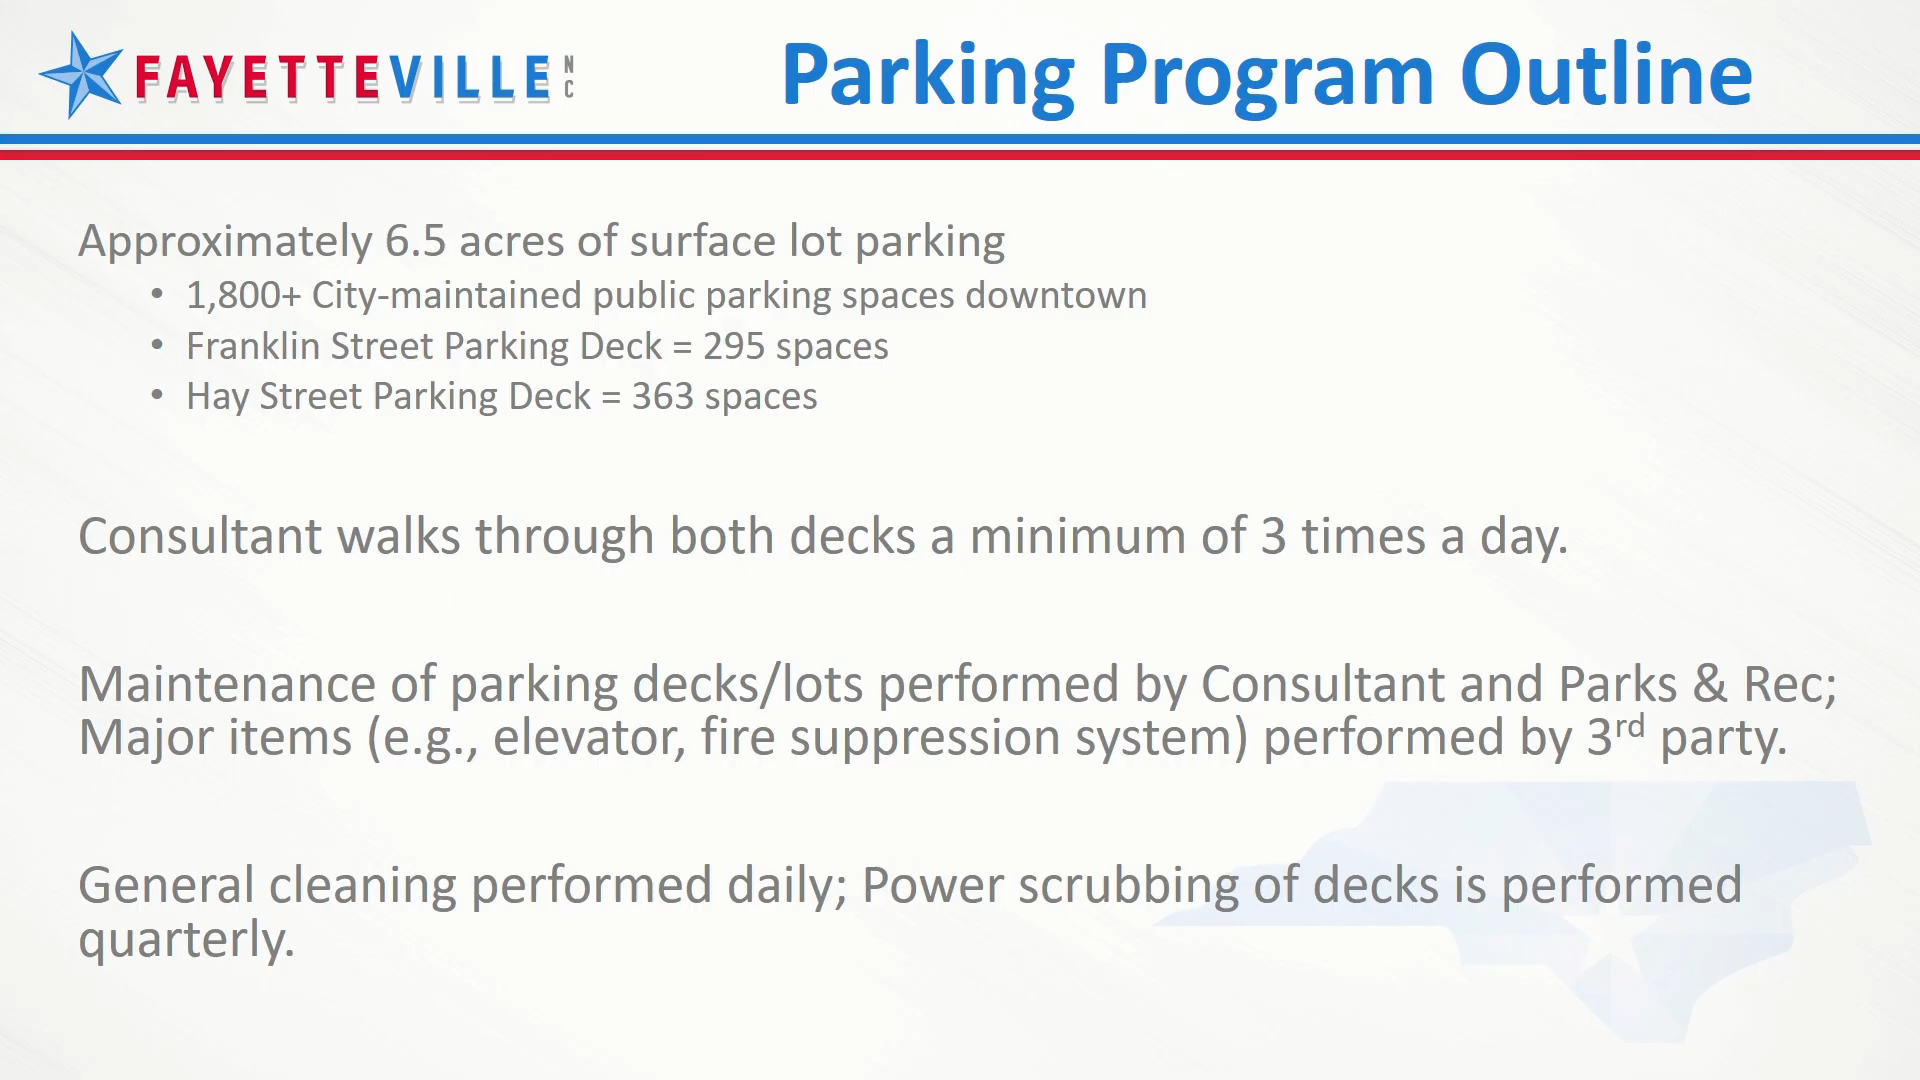 FAYETTEVILLE NC
Parking Program Outline
Approximately 6.5 acres of surface lot parking
• 1,800+ City-maintained public parking spaces downtown
• Franklin Street Parking Deck = 295 spaces
• Hay Street Parking Deck = 363 spaces
Consultant walks through both decks a minimum of 3 times a day.
Maintenance of parking decks/lots performed by Consultant and Parks & Rec;
Major items (e.g., elevator, fire suppression system) performed by 3rd party.
General cleaning performed daily; Power scrubbing of decks is performed
quarterly.